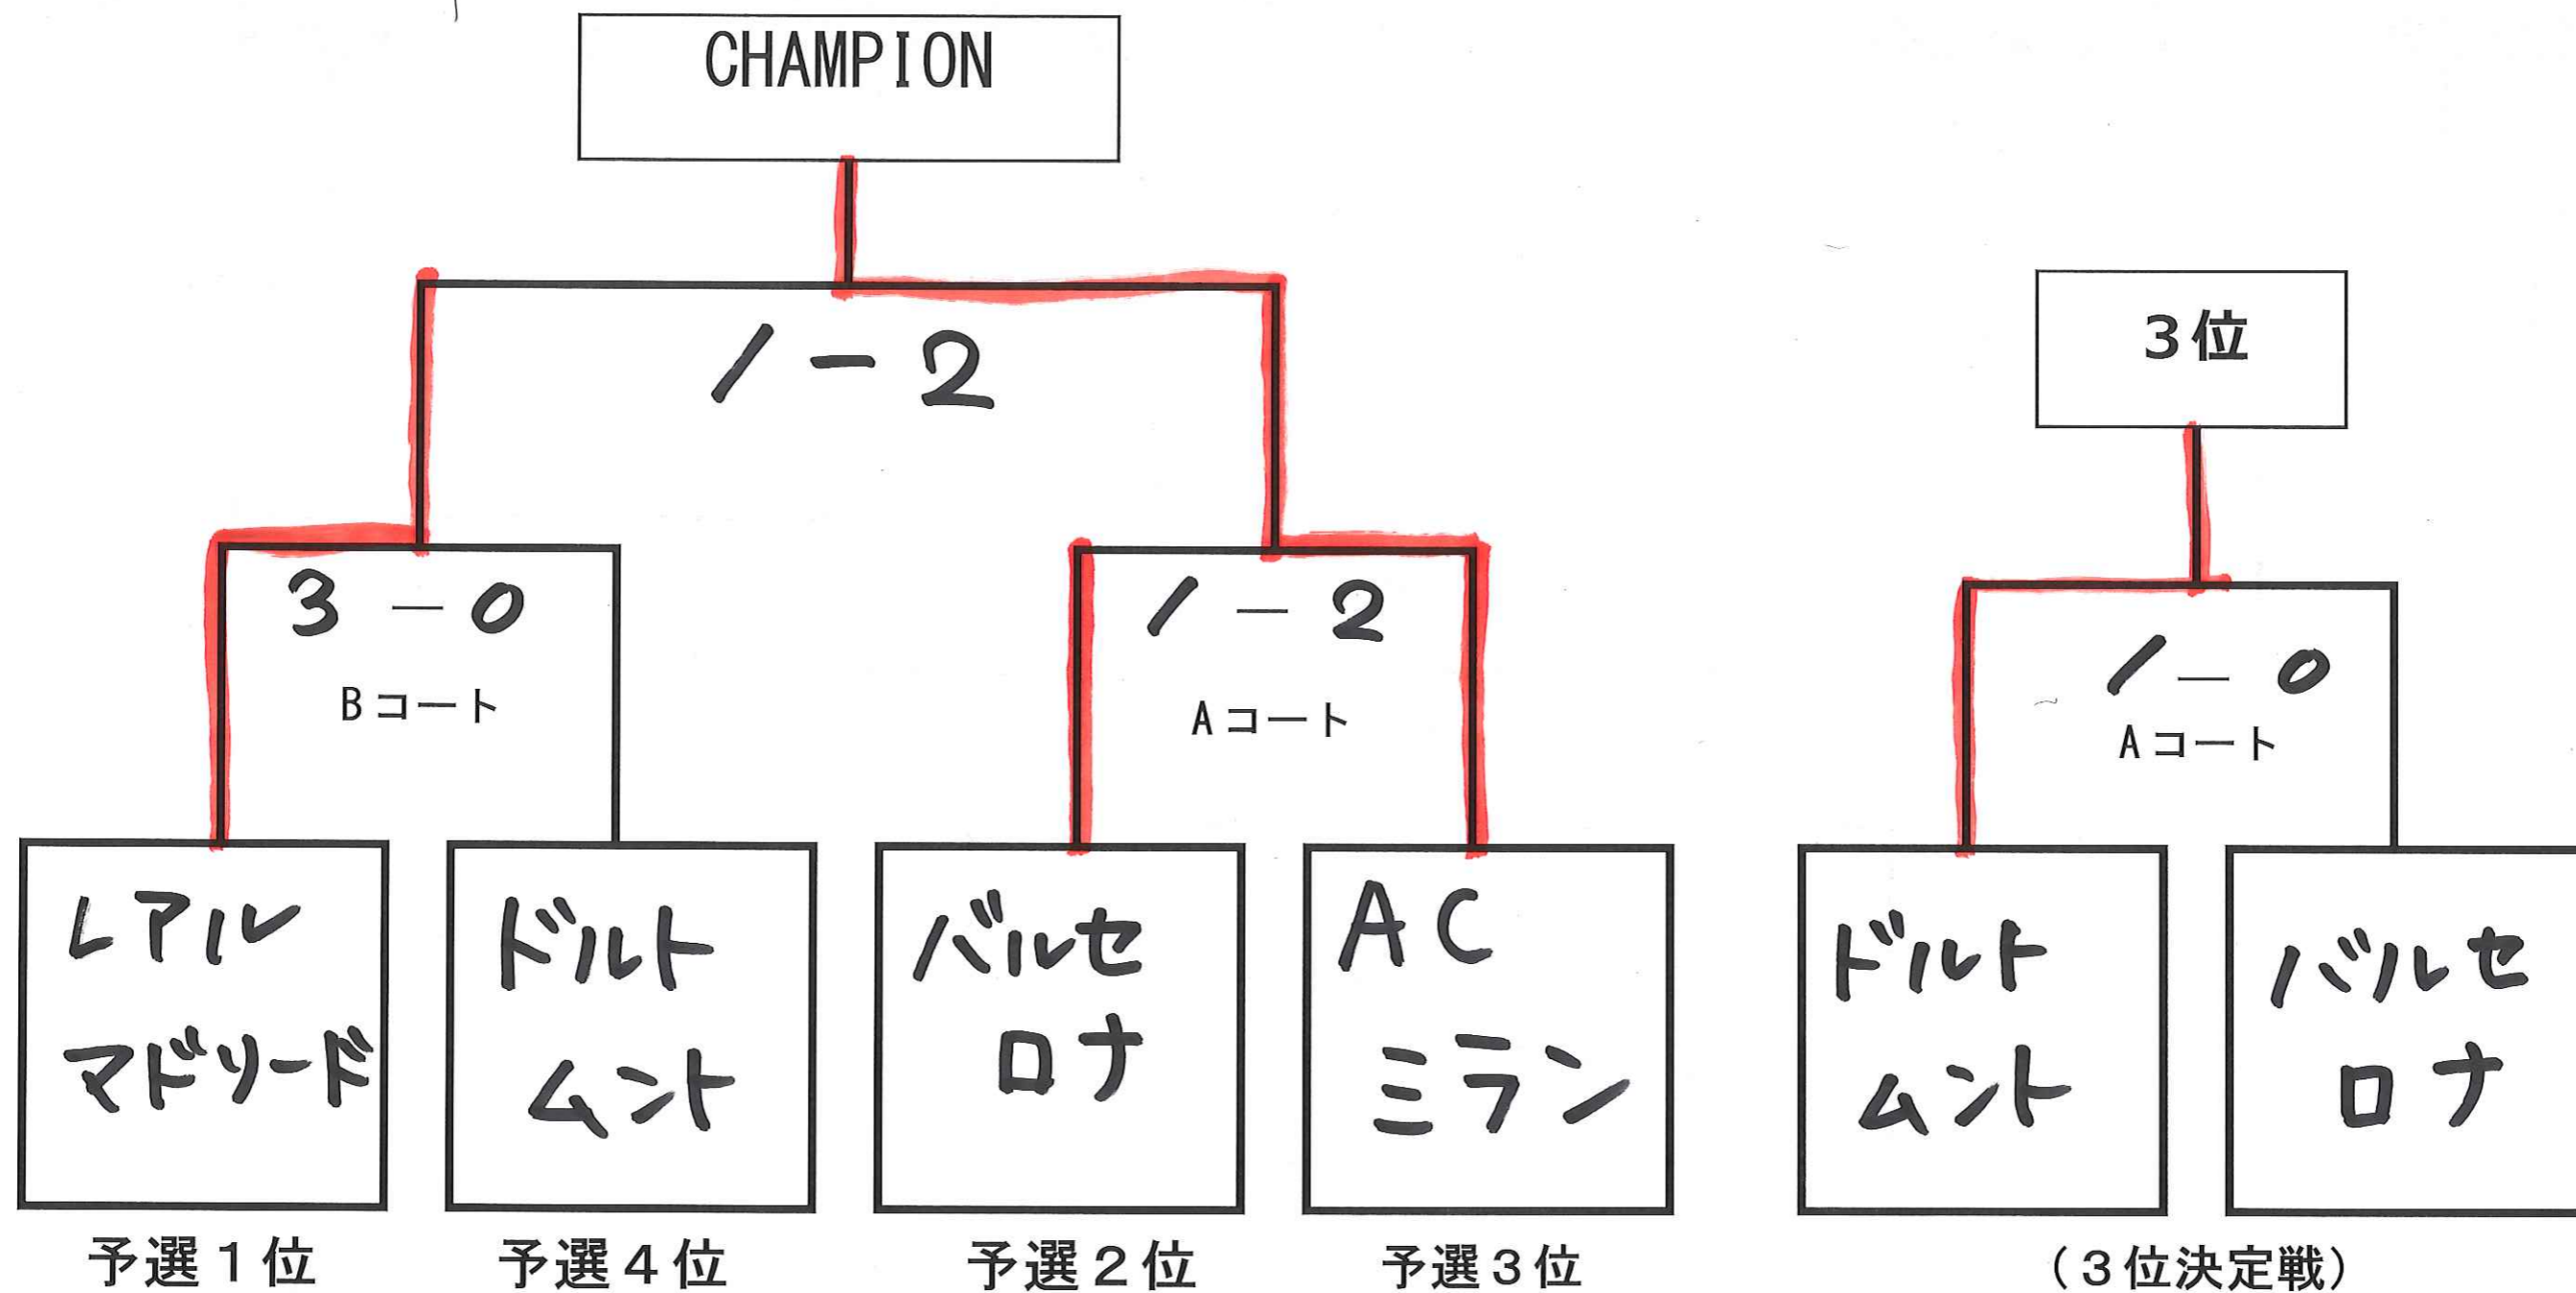 CHAMPION
1-2
3位
3-0
Bコート
1-2
Aコート
1-0
Aコート
レアル
マドリード
ドルト
ムント
バルセ
ロナ
AC
ミラン
ドルト
ムント
バルセ
ロナ
予選1位
予選4位
予選2位
予選3位
(3位決定戦)